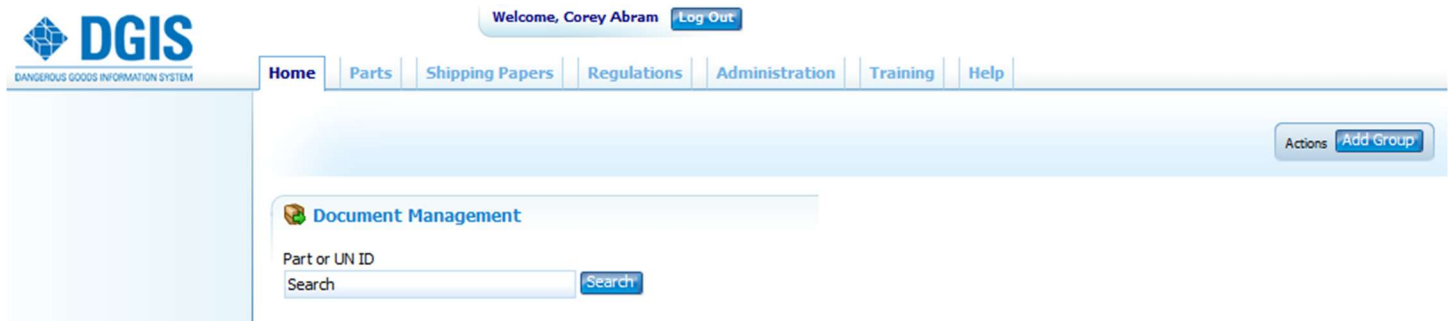 Welcome, Corey Abram Log Out
DGIS
DANGEROUS GOODS INFORMATION SYSTEM
Home Parts Shipping Papers Regulations Administration Training Help
Actions Add Group
Document Management
Part or UN ID
Search Search